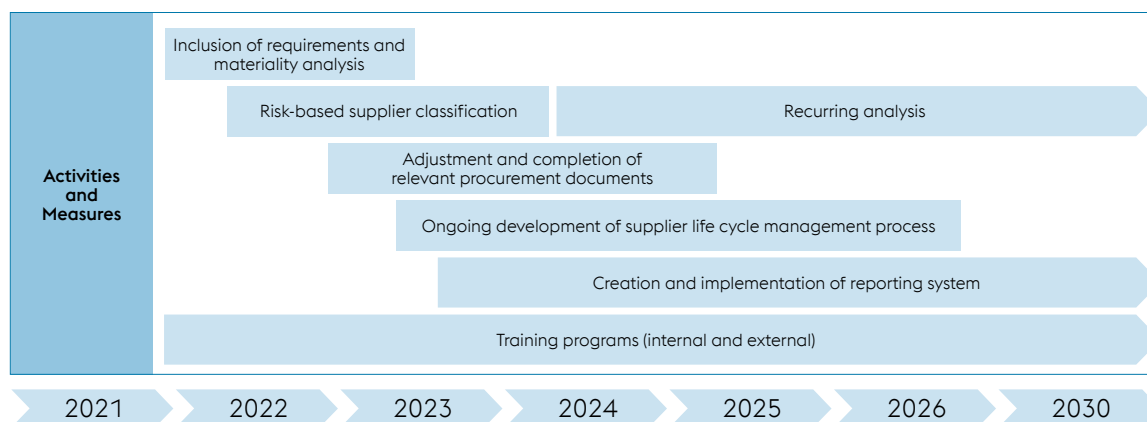 Inclusion of requirements and
materiality analysis
Risk-based supplier classification
Recurring analysis
Adjustment and completion of
relevant procurement documents
Activities
and
Measures
Ongoing development of supplier life cycle management process
Creation and implementation of reporting system
Training programs (internal and external)
2021
2022
2023
2024
2025
2026
2030